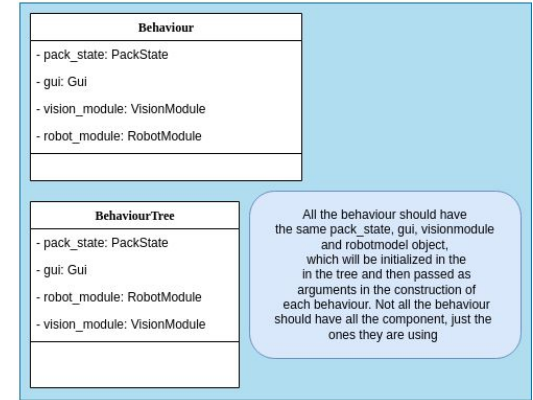 Behaviour
- pack_state: PackState
- gui: Gui
- vision_module: VisionModule
- robot_module: RobotModule
BehaviourTree
- pack_state: PackState
- gui: Gui
- robot_module: RobotModule
- vision_module: VisionModule
All the behaviour should have
the same pack_state, gui, visionmodule
and robotmodel object,
which will be initialized in the
in the tree and then passed as
arguments in the construction of
each behaviour. Not all the behaviour
should have all the component, just the
ones they are using